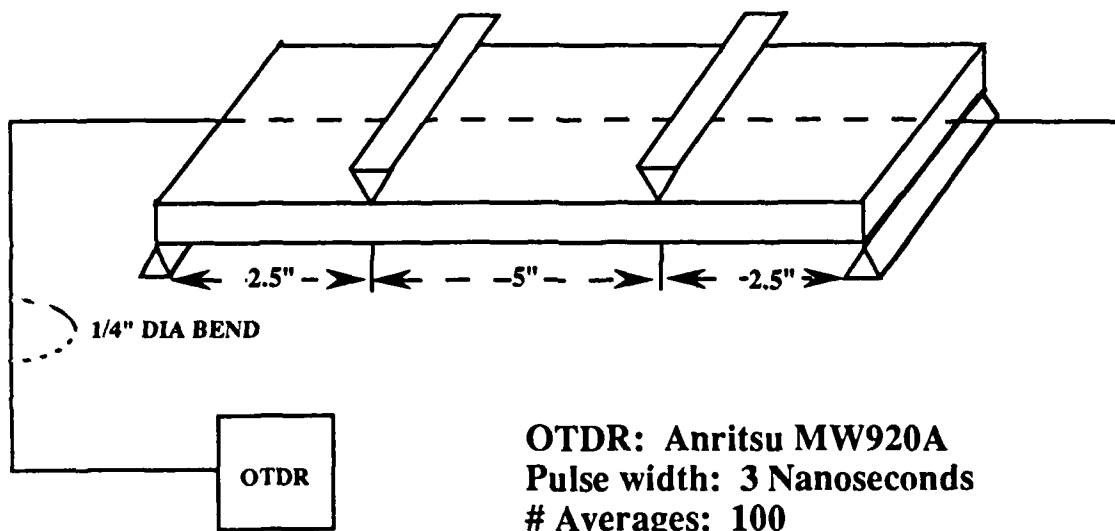 2.5" 5" 2.5"
1/4" DIA BEND
OTDR: Anritsu MW920A
OTDR
Pulse width: 3 Nanoseconds
# Averages: 100